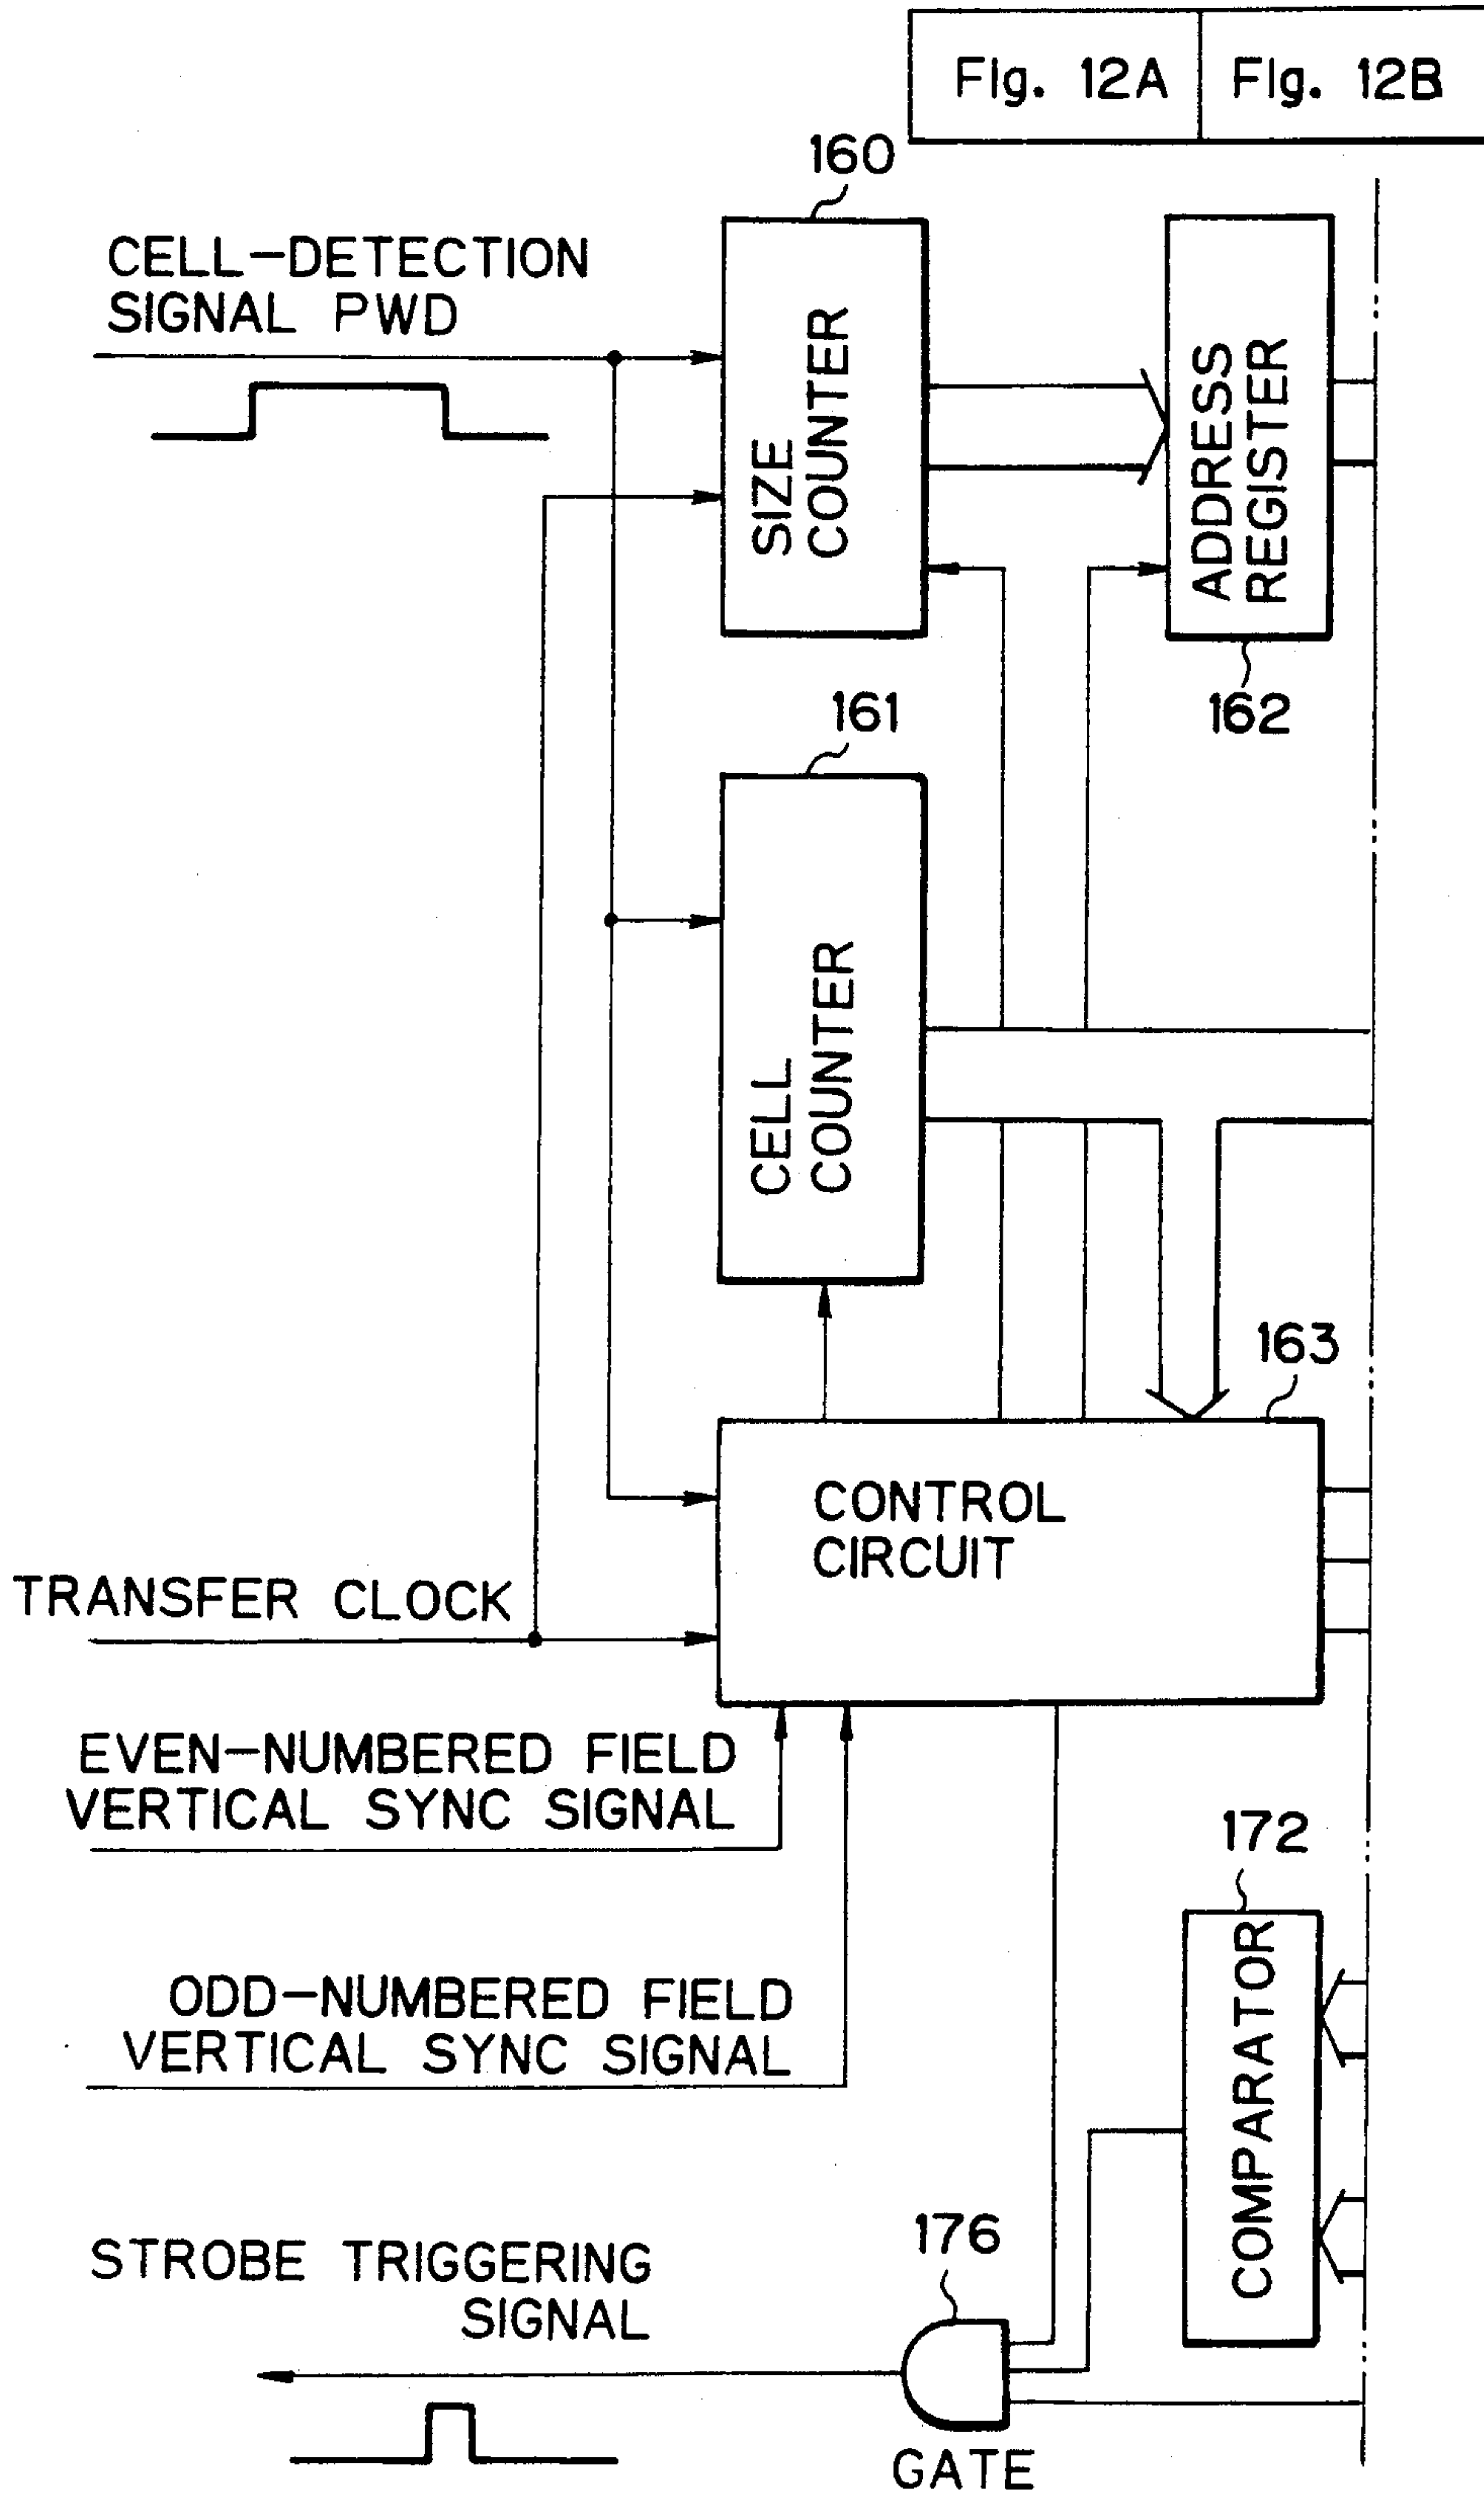 Fig. 12A
Fig. 12B
160
CELL-DETECTION
SIGNAL PWD
SIZE
COUNTER
ADDRESS
REGISTER
162
161
CELL
COUNTER
163
CONTROL
CIRCUIT
TRANSFER CLOCK
EVEN-NUMBERED FIELD
VERTICAL SYNC SIGNAL
172
ODD-NUMBERED FIELD
VERTICAL SYNC SIGNAL
COMPARATOR
176
STROBE TRIGGERING
SIGNAL
GATE